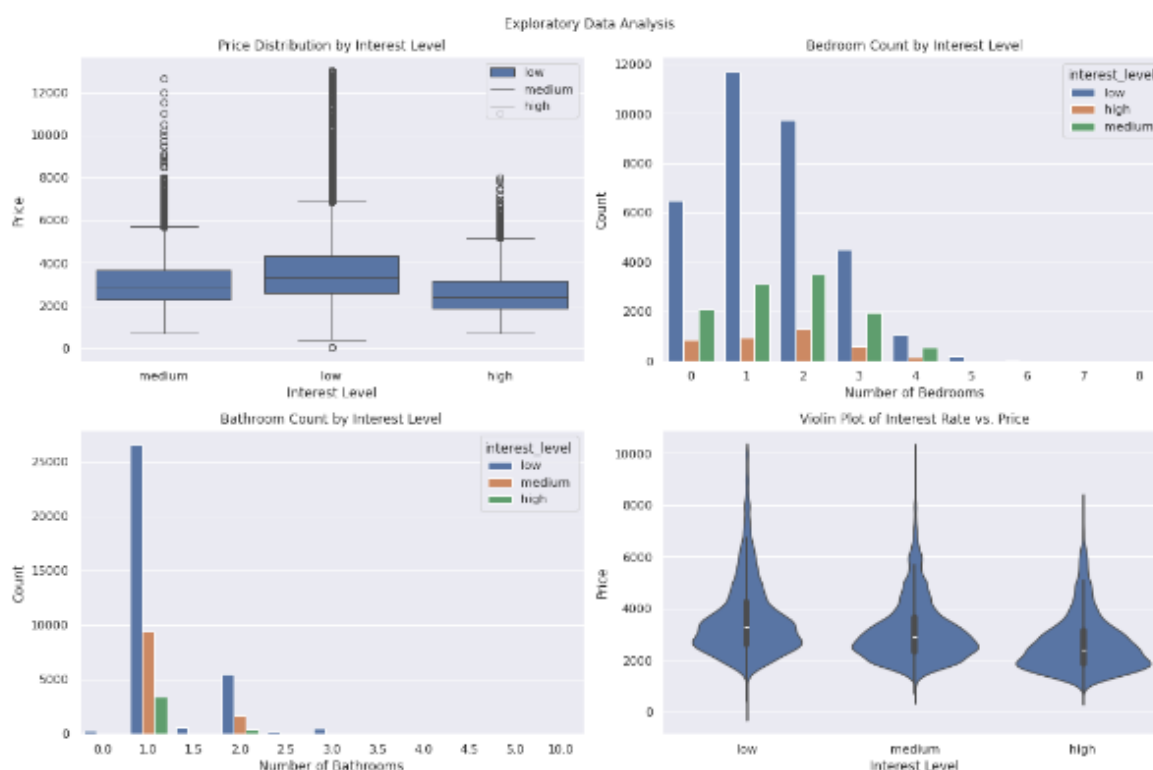 Exploratory Data Analysis
Price Distribution by Interest Level
low
medium
high
12000
10000
8000
6000
4000
2000
0
Price
medium low high
Interest Level
Bedroom Count by Interest Level
interest_level
low
high
medium
12000
10000
8000
6000
4000
2000
0
Count
0 1 2 3 4 5 6 7 8
Number of Bedrooms
Bathroom Count by Interest Level
interest_level
low
medium
high
25000
20000
15000
10000
5000
0
Count
0.0 1.0 1.5 2.0 2.5 3.0 3.5 4.0 4.5 5.0 10.0
Number of Bathrooms
Violin Plot of Interest Rate vs. Price
10000
8000
6000
4000
2000
0
Price
low medium high
Interest Level